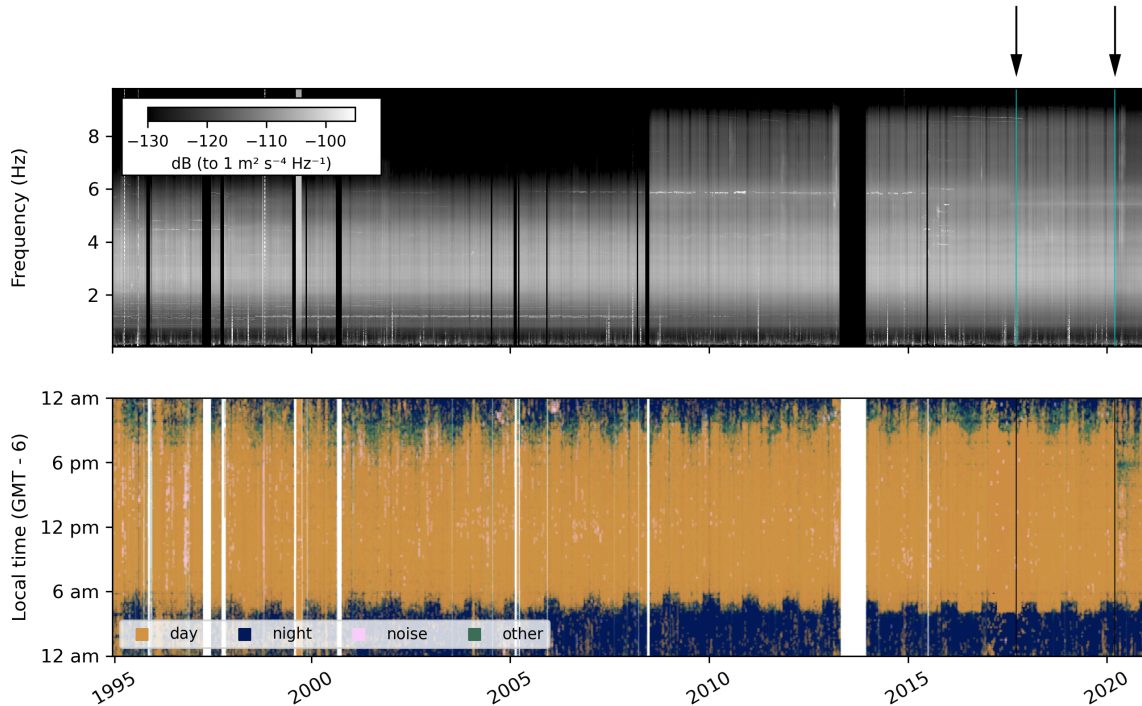 −130 −120 −110 −100
dB (to 1 m² s⁻⁴ Hz⁻¹)
Frequency (Hz)
8
6
4
2
Local time (GMT - 6)
12 am
6 pm
12 pm
6 am
12 am
day night noise other
1995 2000 2005 2010 2015 2020